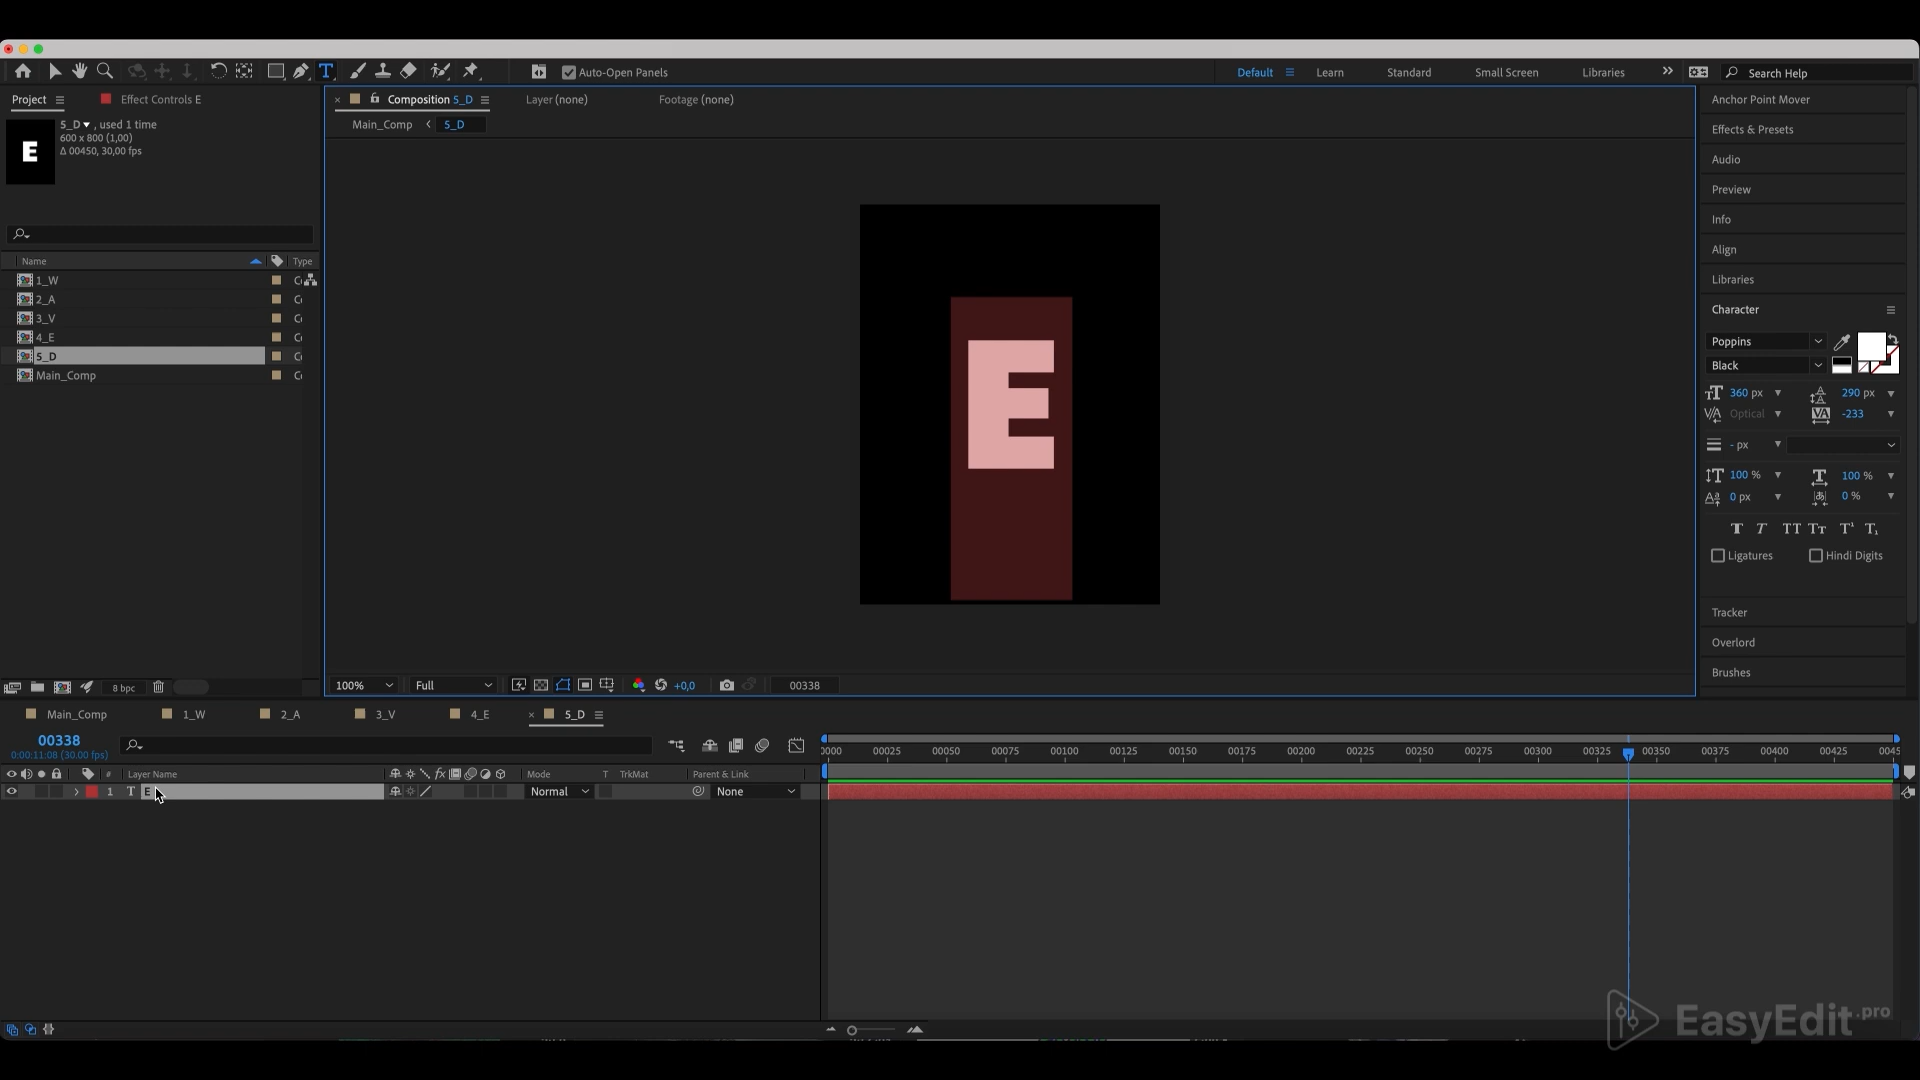 Auto-Open Panels
Default
Learn
Standard
Small Screen
Libraries
Search Help
Project
Effect Controls E
Composition 5_D
Layer (none)
Footage (none)
Main_Comp
5_D
5_D , used 1 time
600 x 800 (1,00)
Δ 00450, 30,00 fps
E
Name
Type
1_W
2_A
3_V
4_E
5_D
Main_Comp
E
Anchor Point Mover
Effects & Presets
Audio
Preview
Info
Align
Libraries
Character
Poppins
Black
360 px
290 px
Optical
-233
- px
100 %
100 %
0 px
0 %
Ligatures
Hindi Digits
Tracker
Overlord
Brushes
8 bpc
100%
Full
+0,0
00338
Main_Comp
1_W
2_A
3_V
4_E
5_D
00338
0:00:11:08 (30.00 fps)
0000 00025 00050 00075 00100 00125 00150 00175 00200 00225 00250 00275 00300 00325 00350 00375 00400 00425 0045
# Layer Name
Mode
T TrkMat
Parent & Link
1 T E
Normal
None
EasyEdit.pro